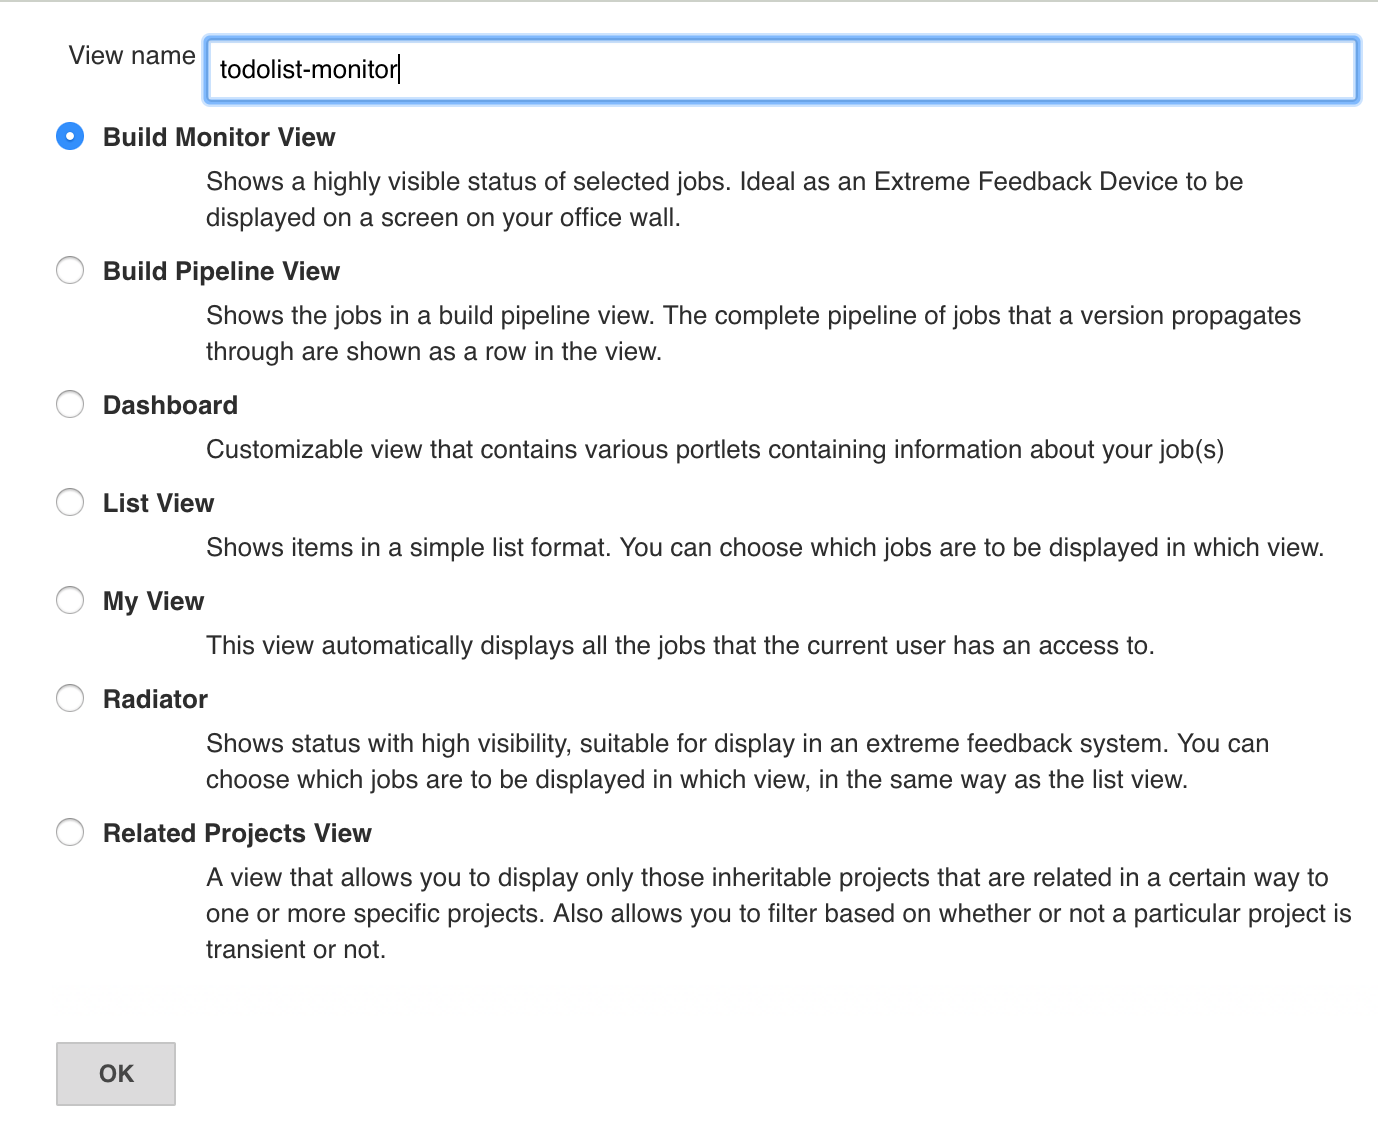 View name
todolist-monitor
Build Monitor View
Shows a highly visible status of selected jobs. Ideal as an Extreme Feedback Device to be
displayed on a screen on your office wall.
Build Pipeline View
Shows the jobs in a build pipeline view. The complete pipeline of jobs that a version propagates
through are shown as a row in the view.
Dashboard
Customizable view that contains various portlets containing information about your job(s)
List View
Shows items in a simple list format. You can choose which jobs are to be displayed in which view.
My View
This view automatically displays all the jobs that the current user has an access to.
Radiator
Shows status with high visibility, suitable for display in an extreme feedback system. You can
choose which jobs are to be displayed in which view, in the same way as the list view.
Related Projects View
A view that allows you to display only those inheritable projects that are related in a certain way to
one or more specific projects. Also allows you to filter based on whether or not a particular project is
transient or not.
OK